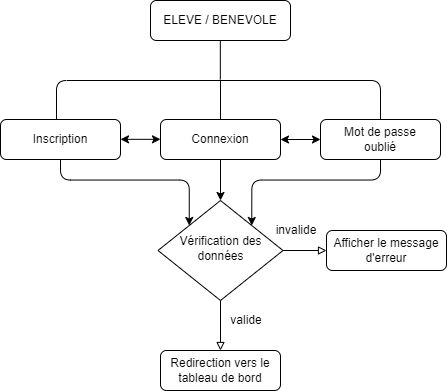 ELEVE / BENEVOLE
Inscription
Connexion
Mot de passe
oublié
Vérification des
données
invalide
Afficher le message
d'erreur
valide
Redirection vers le
tableau de bord